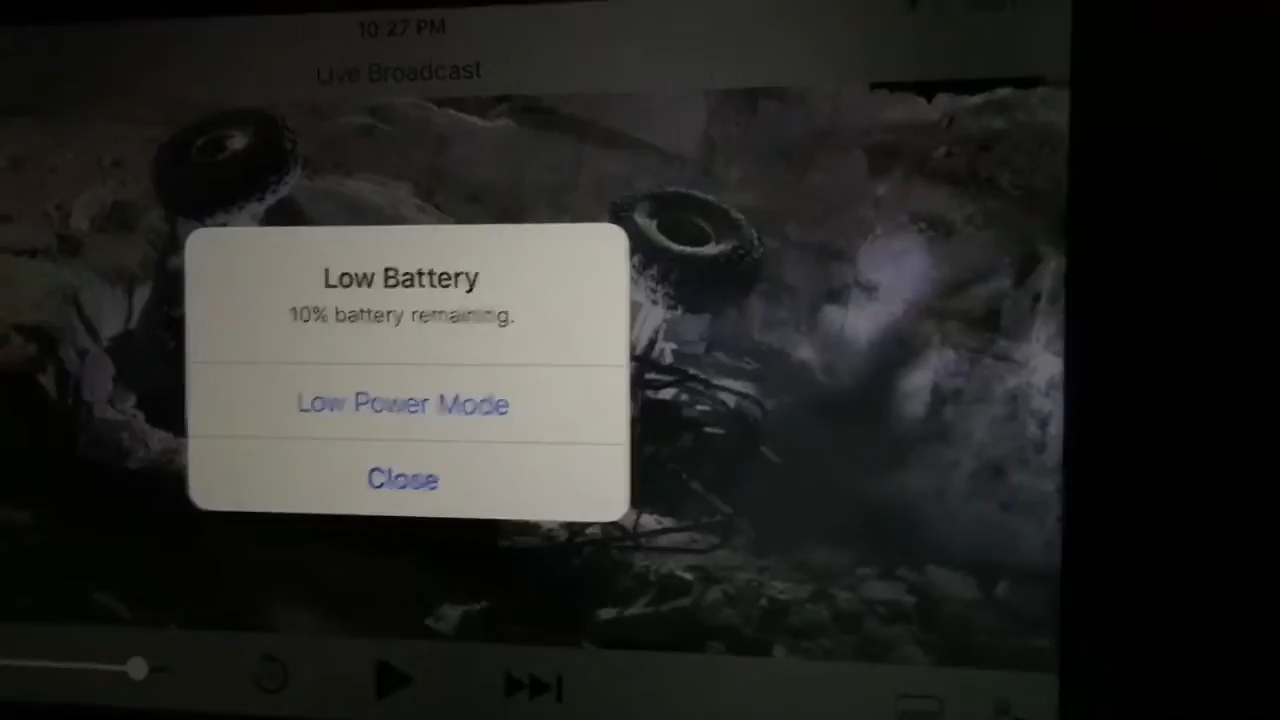 10:27 PM
Live Broadcast
Low Battery
10% battery remaining.
Low Power Mode
Close